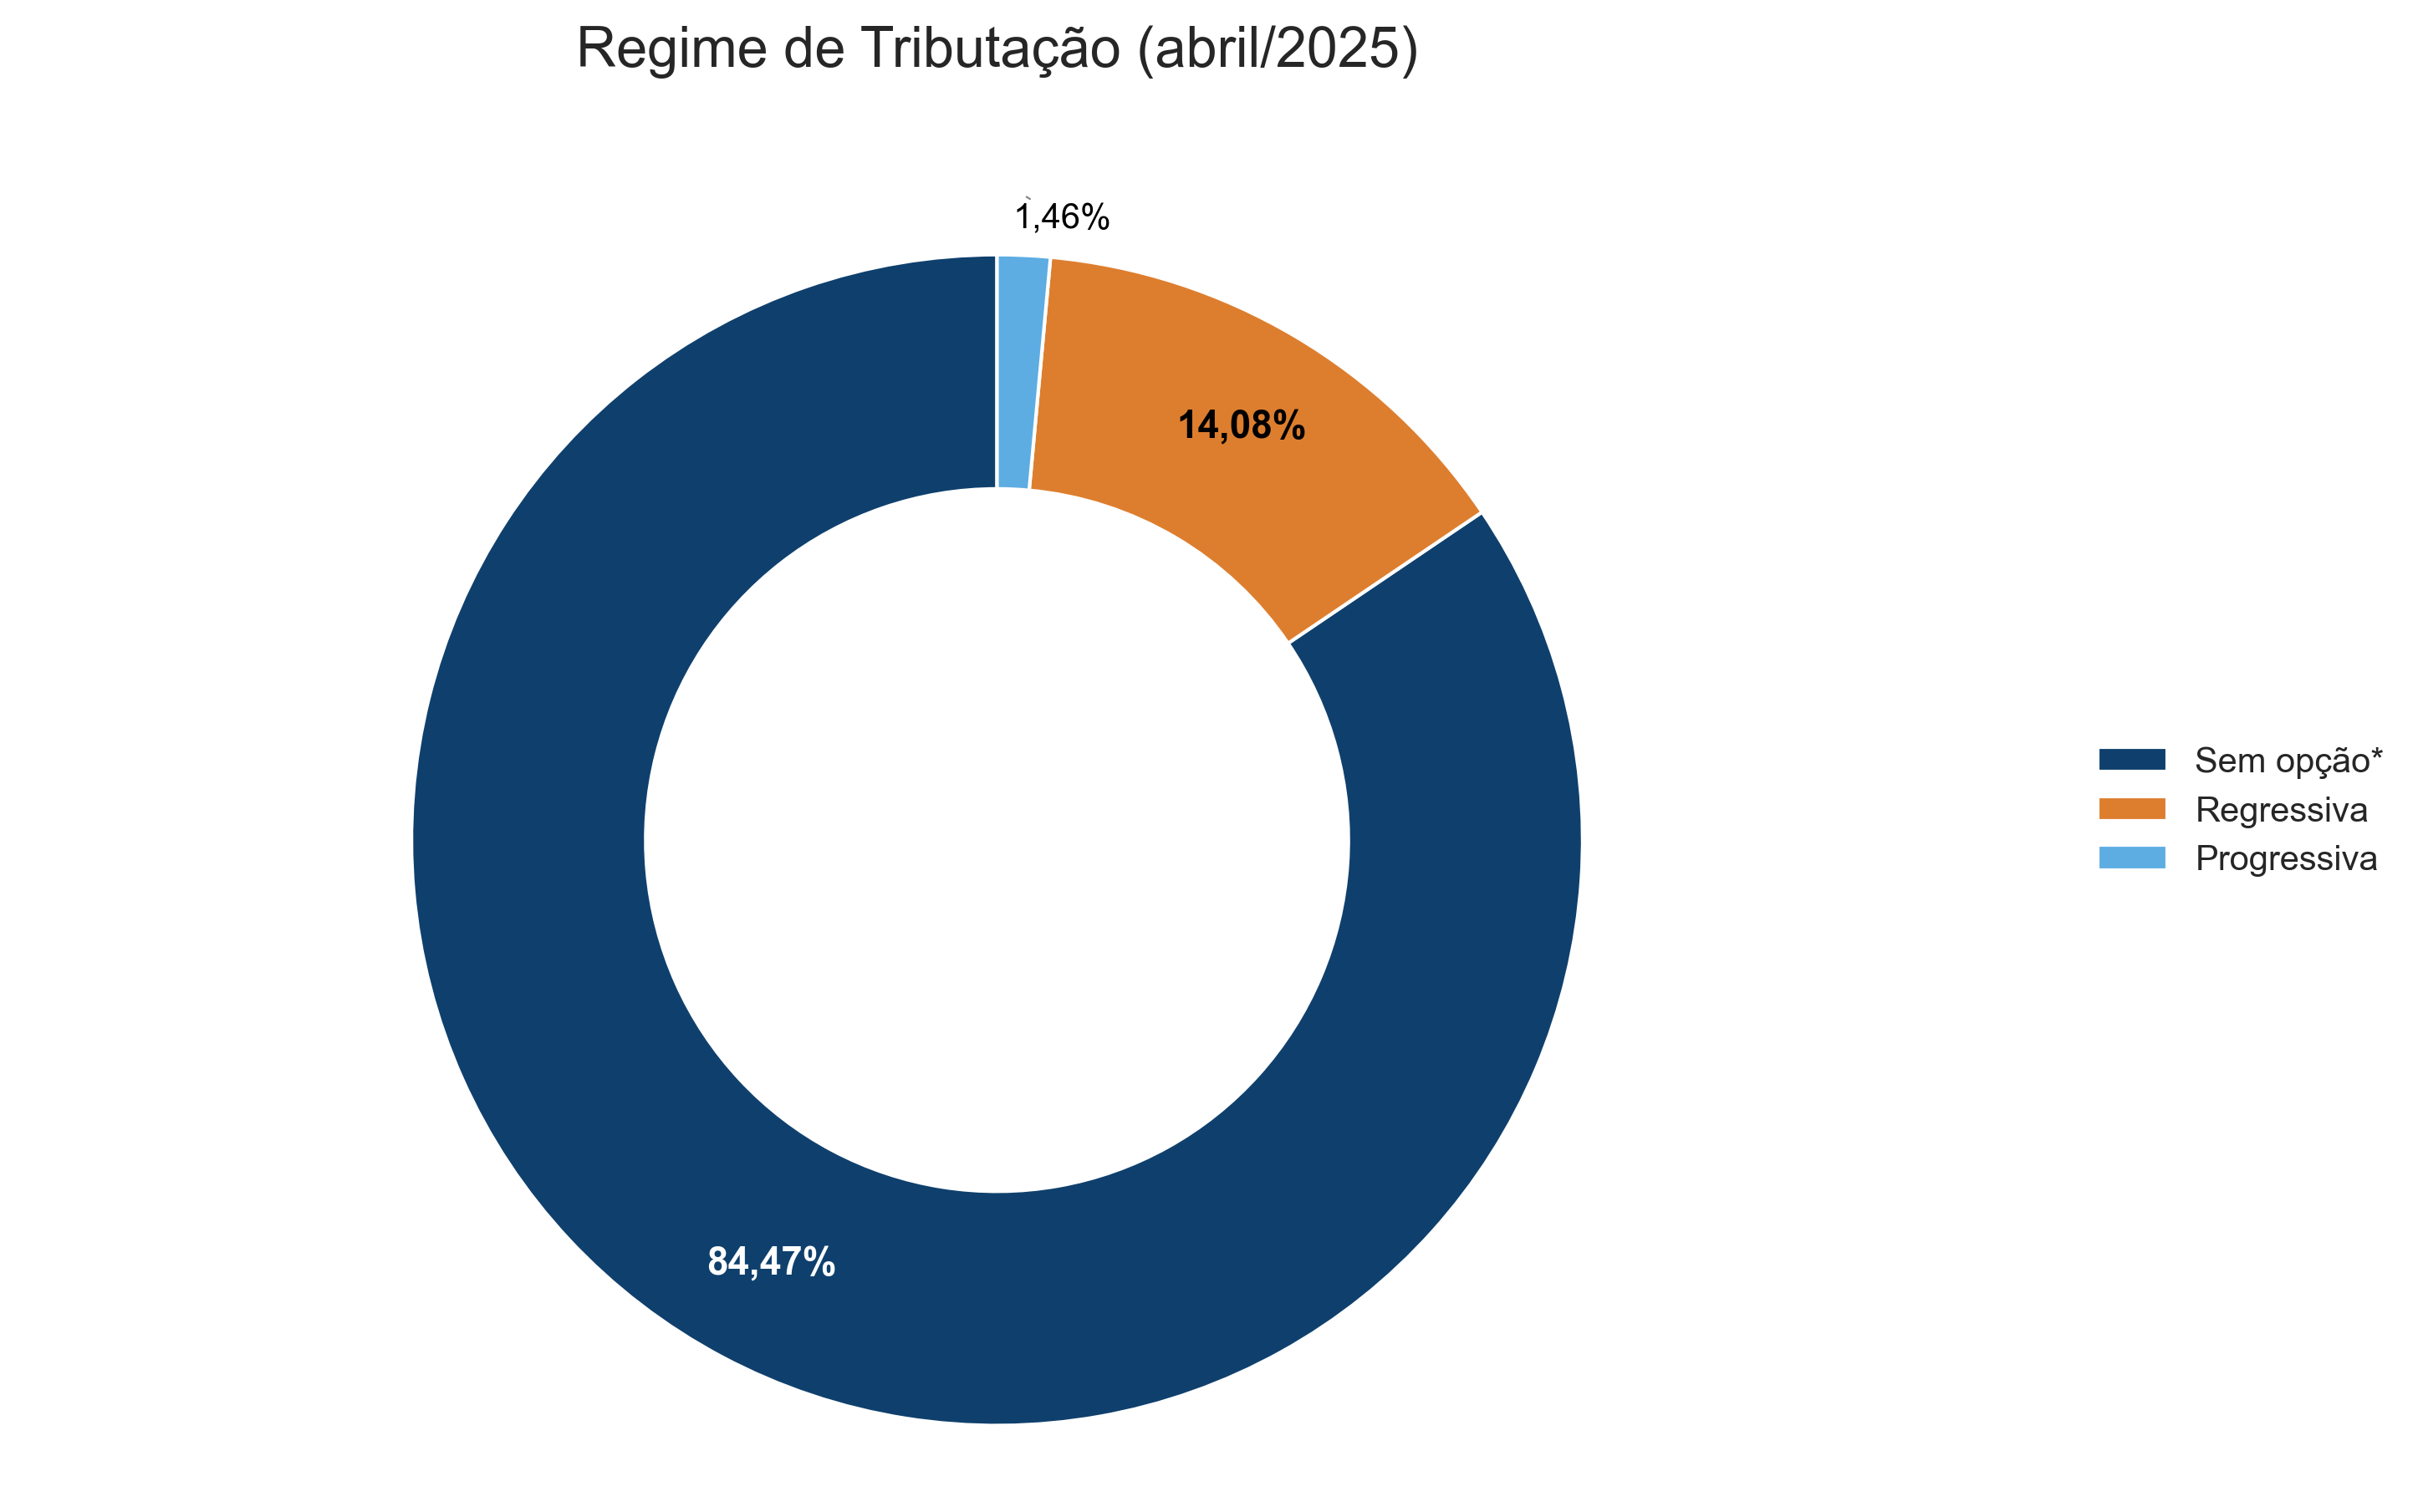 Regime de Tributação (abril/2025)
1,46%
14,08%
84,47%
Sem opção*
Regressiva
Progressiva